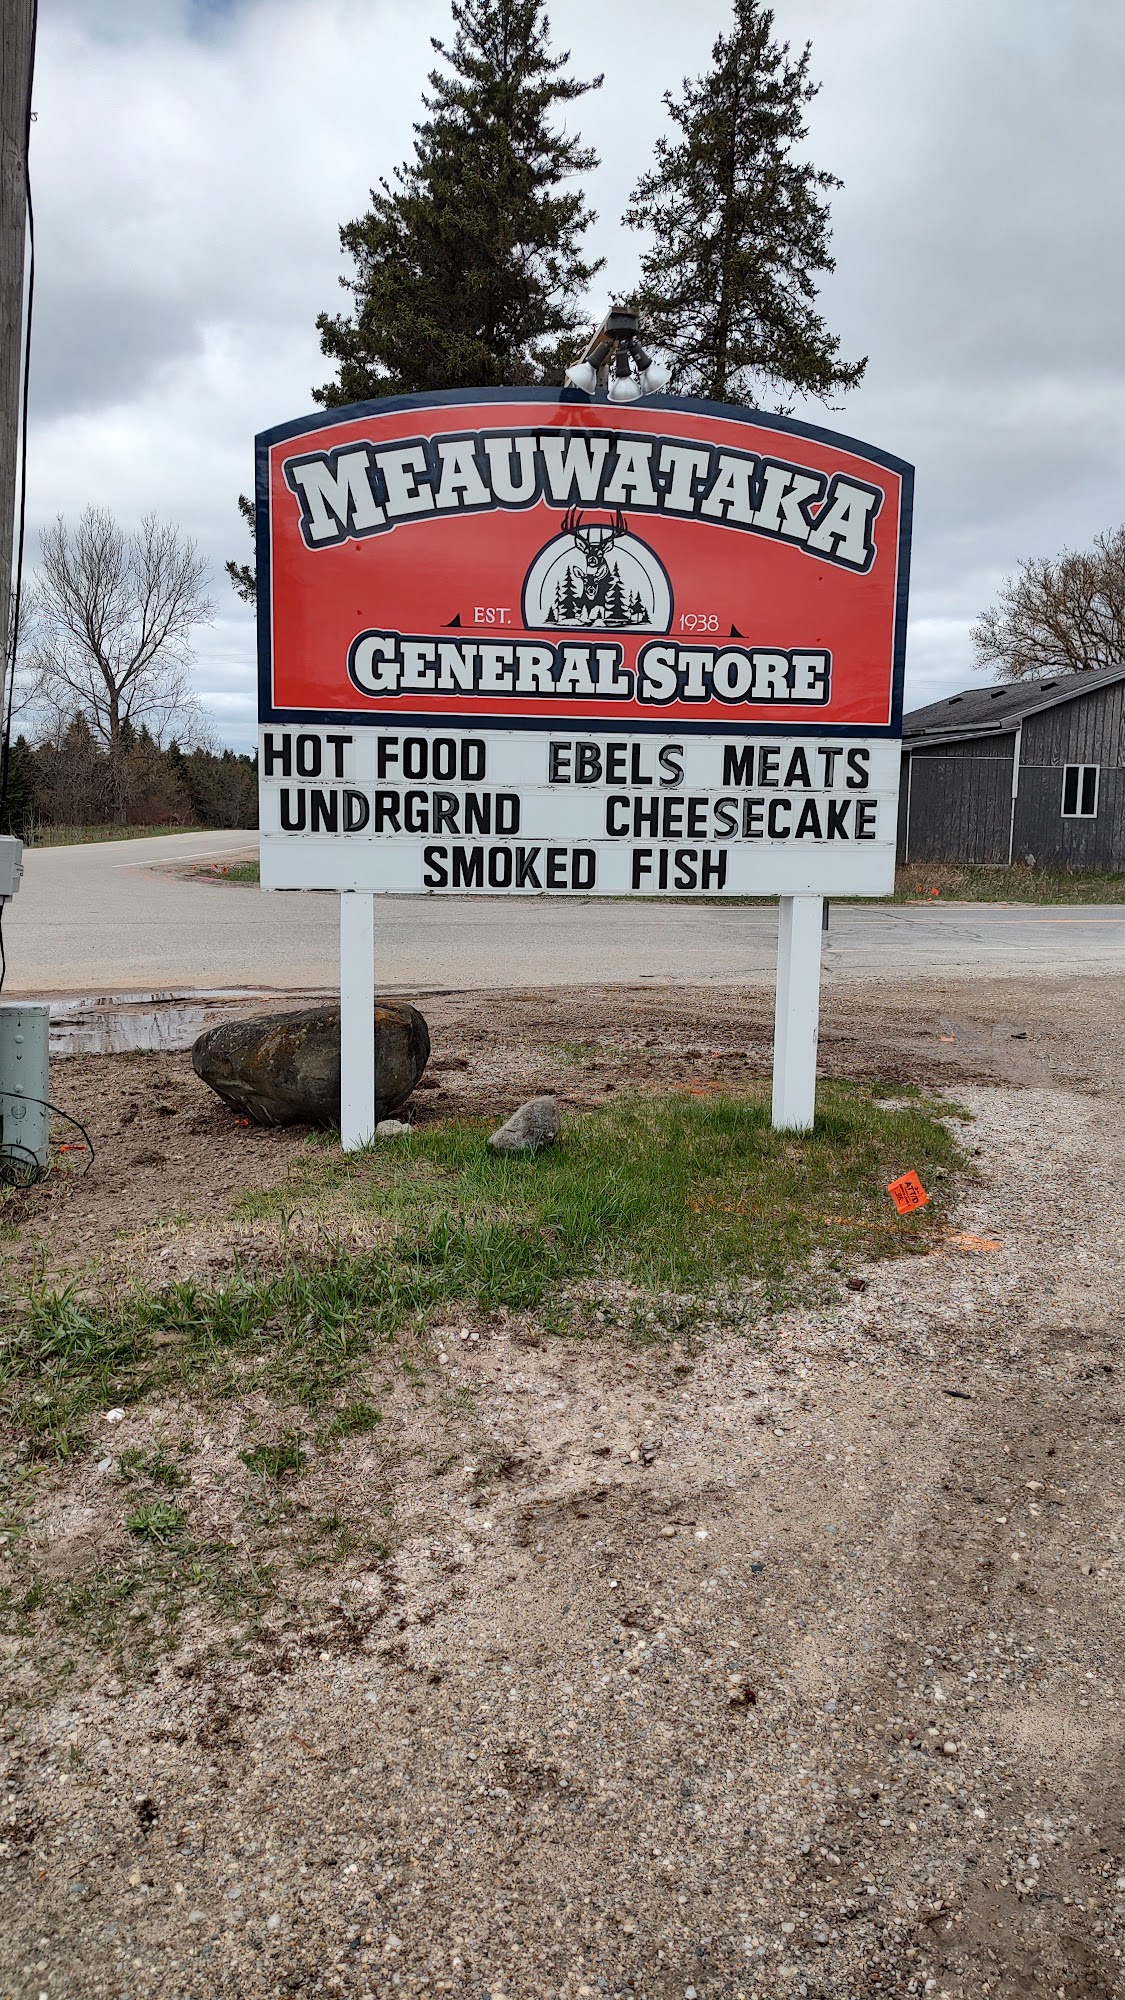 MEAUWATAKA
EST. 1938
GENERAL STORE
HOT FOOD EBELS MEATS
UNDRGRND CHEESECAKE
SMOKED FISH